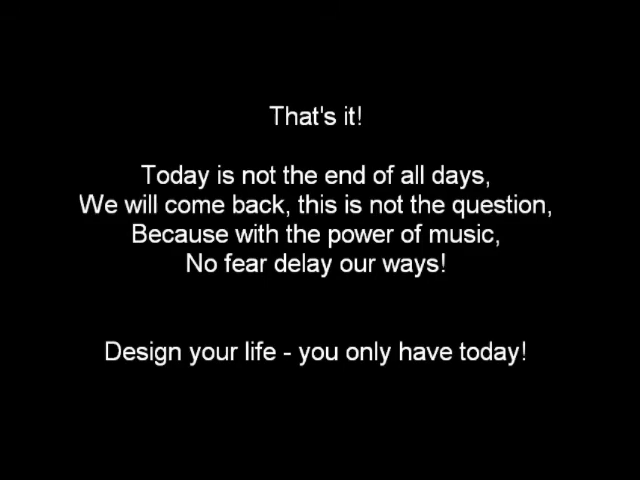 That's it!
Today is not the end of all days,
We will come back, this is not the question,
Because with the power of music,
No fear delay our ways!
Design your life - you only have today!